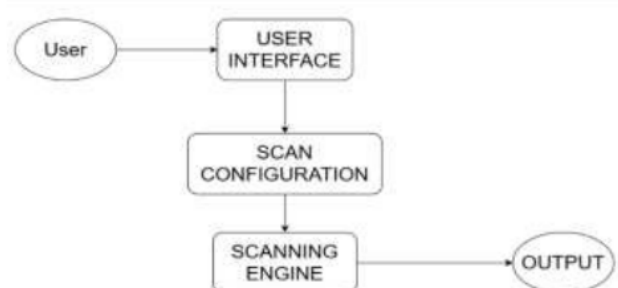 User
USER
INTERFACE
SCAN
CONFIGURATION
SCANNING
ENGINE
OUTPUT